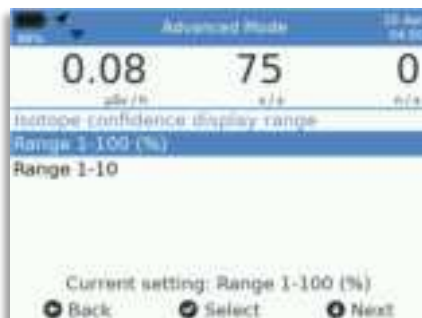 Advanced Mode
0.08 75 0
µSv/h
Isotope confidence display range
Range 1-100 (%)
Range 1-10
Current setting: Range 1-100 (%)
Back Select Next